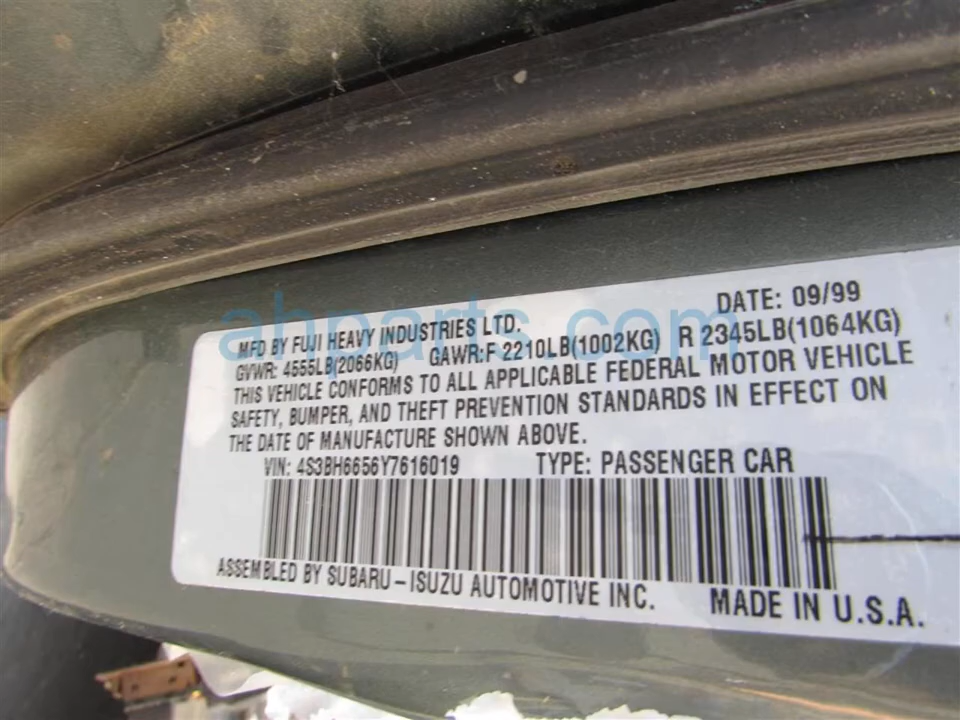 DATE: 09/99
MFD BY FUJI HEAVY INDUSTRIES LTD.
GVWR: 4555LB(2066KG) GAWR:F 2210LB(1002KG) R 2345LB(1064KG)
THIS VEHICLE CONFORMS TO ALL APPLICABLE FEDERAL MOTOR VEHICLE
SAFETY, BUMPER, AND THEFT PREVENTION STANDARDS IN EFFECT ON
THE DATE OF MANUFACTURE SHOWN ABOVE.
VIN: 4S3BH6656Y7616019 TYPE: PASSENGER CAR
ASSEMBLED BY SUBARU-ISUZU AUTOMOTIVE INC. MADE IN U.S.A.
ahparts.com